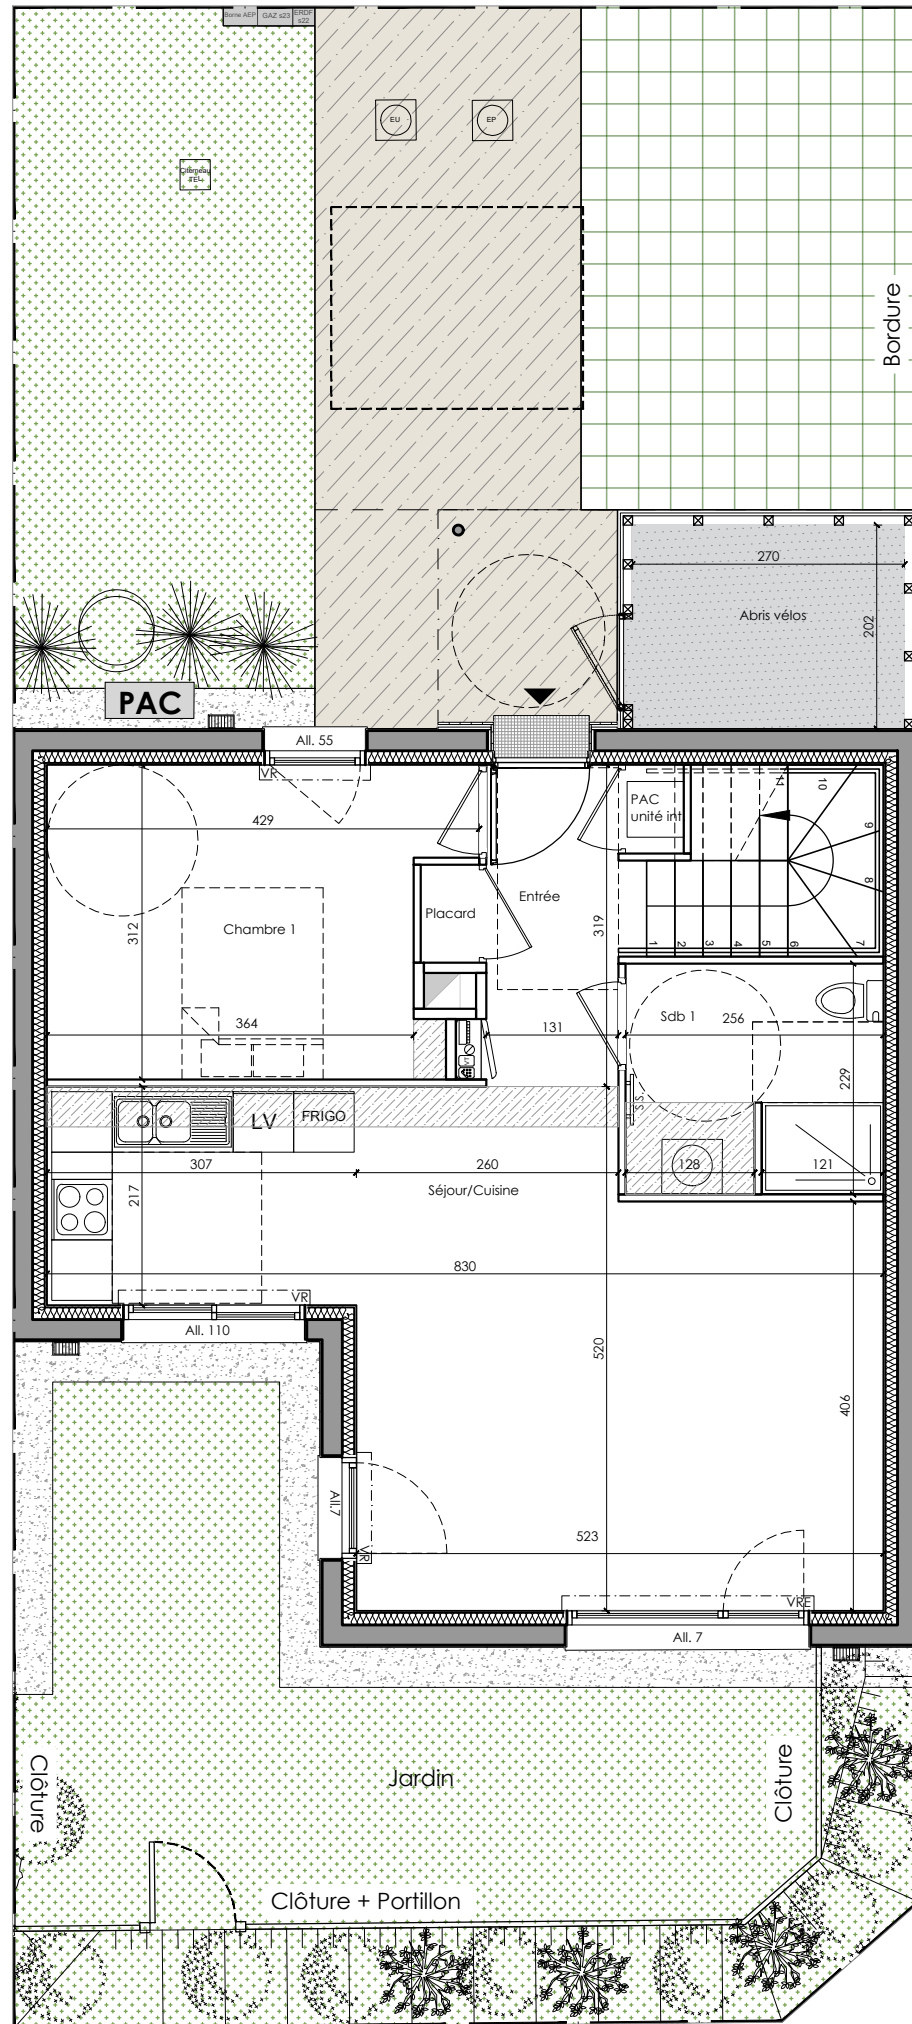 Borne AEP
GAZ s23
ERDF
s22
EU
EP
Citerneau
TEL
Bordure
270
Abris vélos
202
PAC
All. 55
VR
429
PAC
unité int
11
10
9
8
7
6
5
4
3
2
1
Placard
Entrée
Chambre 1
312
319
364
131
Sdb 1
256
229
S.S.
LV
FRIGO
307
260
128
121
217
Séjour/Cuisine
830
VR
All. 110
520
406
All.7
VR
523
VRE
All. 7
Clôture
Jardin
Clôture
Clôture + Portillon